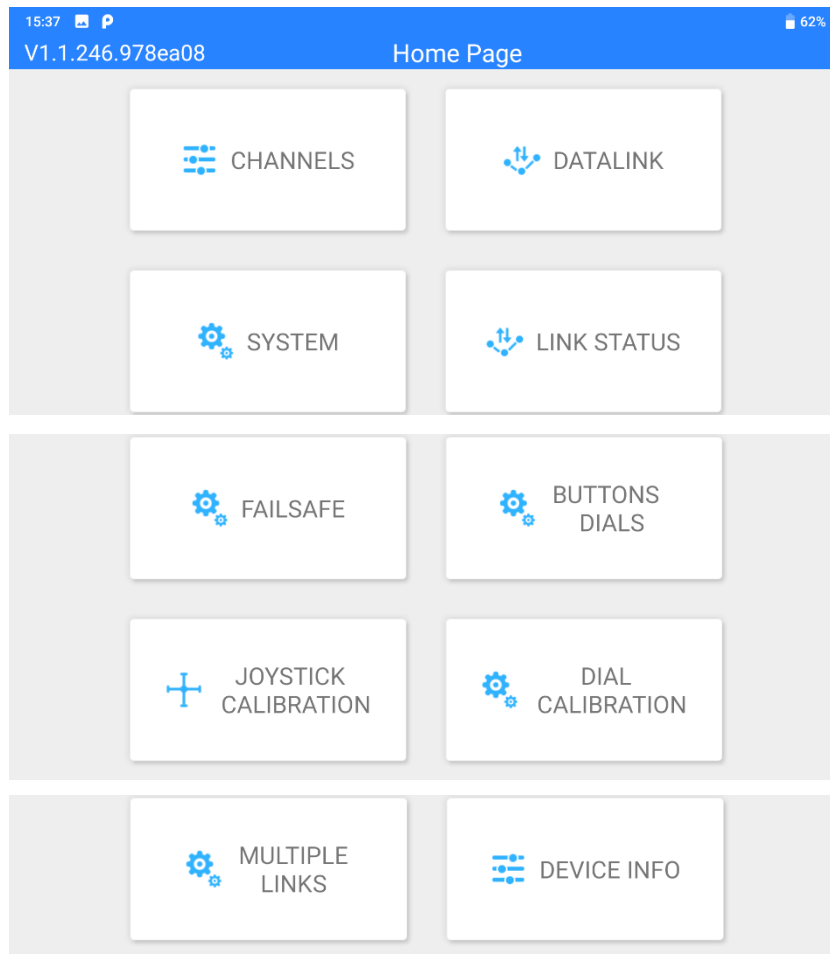 15:37 62%
V1.1.246.978ea08 Home Page
CHANNELS DATALINK
SYSTEM LINK STATUS
FAILSAFE
BUTTONS
DIALS
JOYSTICK
CALIBRATION
DIAL
CALIBRATION
MULTIPLE
LINKS
DEVICE INFO